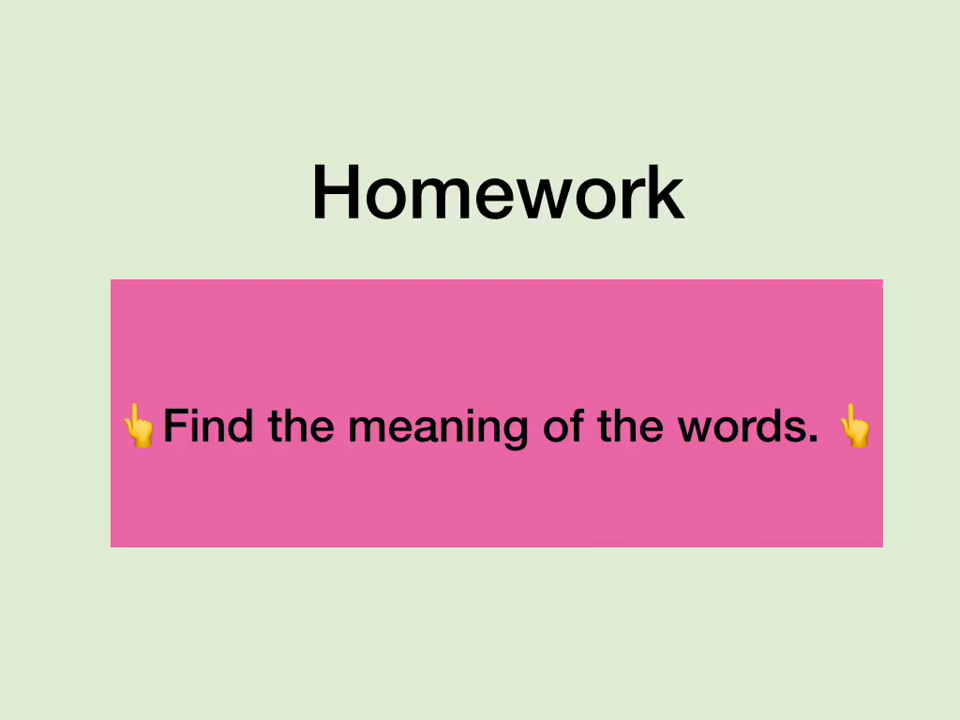 Homework
👆Find the meaning of the words. 👆